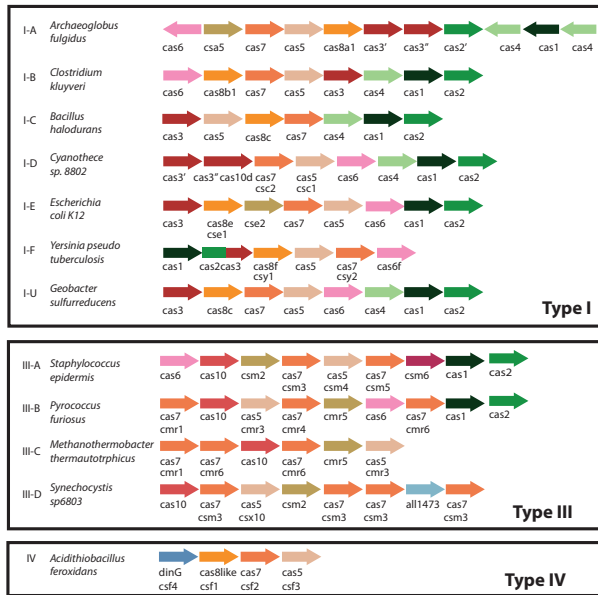 I-A Archaeoglobus fulgidus
cas6 csa5 cas7 cas5 cas8a1 cas3' cas3" cas2' cas4 cas1 cas4
I-B Clostridium kluyveri
cas6 cas8b1 cas7 cas5 cas3 cas4 cas1 cas2
I-C Bacillus halodurans
cas3 cas5 cas8c cas7 cas4 cas1 cas2
I-D Cyanothece sp. 8802
cas3' cas3" cas10d cas7 cas5 cas6 cas4 cas1 cas2
csc2 csc1
I-E Escherichia coli K12
cas3 cas8e cse2 cas7 cas5 cas6 cas1 cas2
cse1
I-F Yersinia pseudo tuberculosis
cas1 cas2cas3 cas8f cas5 cas7 cas6f
csy1 csy2
I-U Geobacter sulfurreducens
cas3 cas8c cas7 cas5 cas6 cas4 cas1 cas2
Type I
III-A Staphylococcus epidermis
cas6 cas10 csm2 cas7 cas5 cas7 csm6 cas1 cas2
csm3 csm4 csm5
III-B Pyrococcus furiosus
cas7 cas10 cas5 cas7 cmr5 cas6 cas7 cas1 cas2
cmr1 cmr3 cmr4 cmr6
III-C Methanothermobacter thermautotrphicus
cas7 cas7 cas10 cas7 cmr5 cas5
cmr1 cmr6 cmr6 cmr3
III-D Synechocystis sp6803
cas10 cas7 cas5 csm2 cas7 cas7 all1473 cas7
csm3 csx10 csm3 csm3 csm3
Type III
IV Acidithiobacillus feroxidans
dinG cas8like cas7 cas5
csf4 csf1 csf2 csf3
Type IV